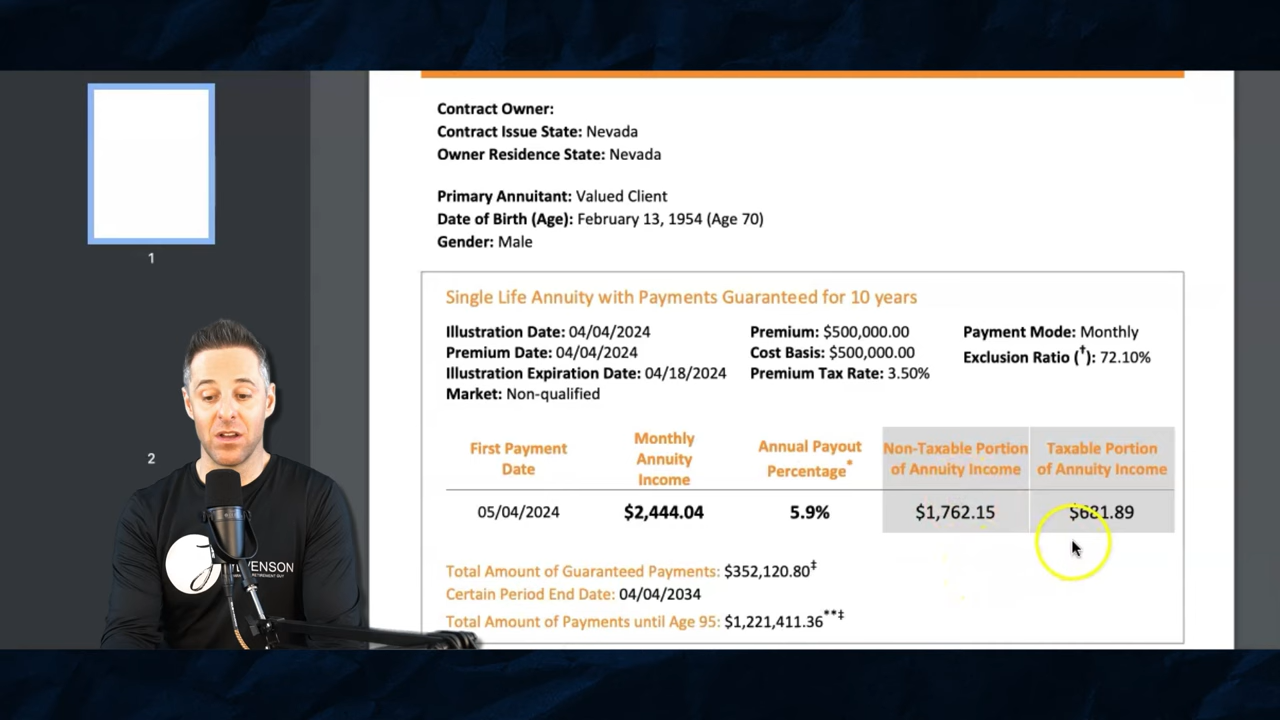 Contract Owner:
Contract Issue State: Nevada
Owner Residence State: Nevada
Primary Annuitant: Valued Client
Date of Birth (Age): February 13, 1954 (Age 70)
Gender: Male
Single Life Annuity with Payments Guaranteed for 10 years
Illustration Date: 04/04/2024
Premium Date: 04/04/2024
Illustration Expiration Date: 04/18/2024
Market: Non-qualified
Premium: $500,000.00
Cost Basis: $500,000.00
Premium Tax Rate: 3.50%
Payment Mode: Monthly
Exclusion Ratio (†): 72.10%
First Payment
Date
Monthly
Annuity
Income
Annual Payout
Percentage*
Non-Taxable Portion
of Annuity Income
Taxable Portion
of Annuity Income
05/04/2024
$2,444.04
5.9%
$1,762.15
$681.89
Total Amount of Guaranteed Payments: $352,120.80‡
Certain Period End Date: 04/04/2034
Total Amount of Payments until Age 95: $1,221,411.36**‡
1
2
VENSON